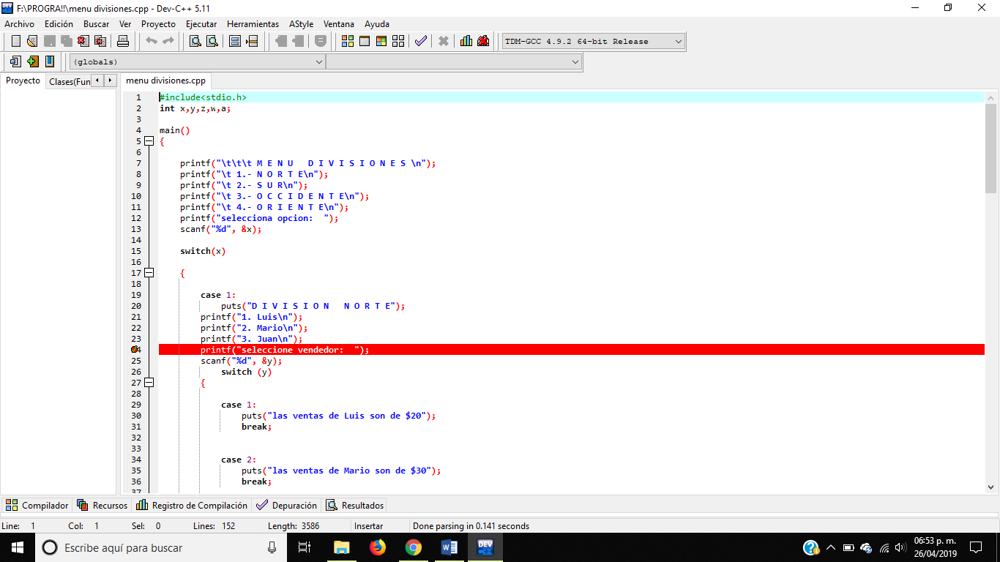 F:\PROGRA!!\menu divisiones.cpp - Dev-C++ 5.11
Archivo Edición Buscar Ver Proyecto Ejecutar Herramientas AStyle Ventana Ayuda
TDM-GCC 4.9.2 64-bit Release
(globals)
Proyecto Clases(Fun menu divisiones.cpp
1 #include<stdio.h>
2 int x,y,z,w,a;
3
4 main()
5 {
6
7 printf("\t\t\t M E N U   D I V I S I O N E S \n");
8 printf("\t 1.- N O R T E\n");
9 printf("\t 2.- S U R\n");
10 printf("\t 3.- O C C I D E N T E\n");
11 printf("\t 4.- O R I E N T E\n");
12 printf("selecciona opcion:  ");
13 scanf("%d", &x);
14
15 switch(x)
16
17 {
18
19 case 1:
20 puts("D I V I S I O N   N O R T E");
21 printf("1. Luis\n");
22 printf("2. Mario\n");
23 printf("3. Juan\n");
24 printf("seleccione vendedor:  ");
25 scanf("%d", &y);
26 switch (y)
27 {
28
29 case 1:
30 puts("las ventas de Luis son de $20");
31 break;
32
33
34 case 2:
35 puts("las ventas de Mario son de $30");
36 break;
37
Compilador Recursos Registro de Compilación Depuración Resultados
Line: 1 Col: 1 Sel: 0 Lines: 152 Length: 3586 Insertar Done parsing in 0.141 seconds
Escribe aquí para buscar
06:53 p. m.
26/04/2019